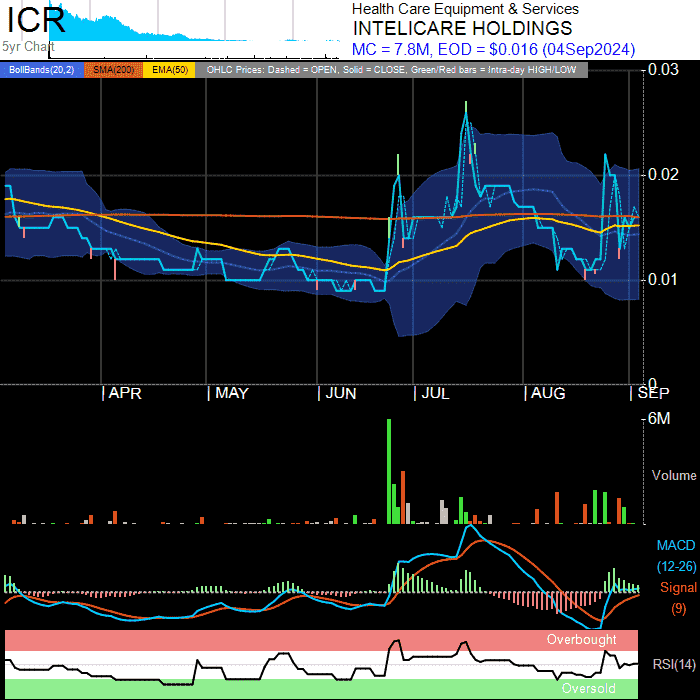 ICR
5yr Chart
Health Care Equipment & Services
INTELICARE HOLDINGS
MC = 7.8M, EOD = $0.016 (04Sep2024)
BollBands(20,2) SMA(200) EMA(50) OHLC Prices: Dashed = OPEN, Solid = CLOSE, Green/Red bars = Intra-day HIGH/LOW
0.03
0.02
0.01
0
APR MAY JUN JUL AUG SEP
6M
Volume
MACD
(12-26)
Signal
(9)
Overbought
RSI(14)
Oversold